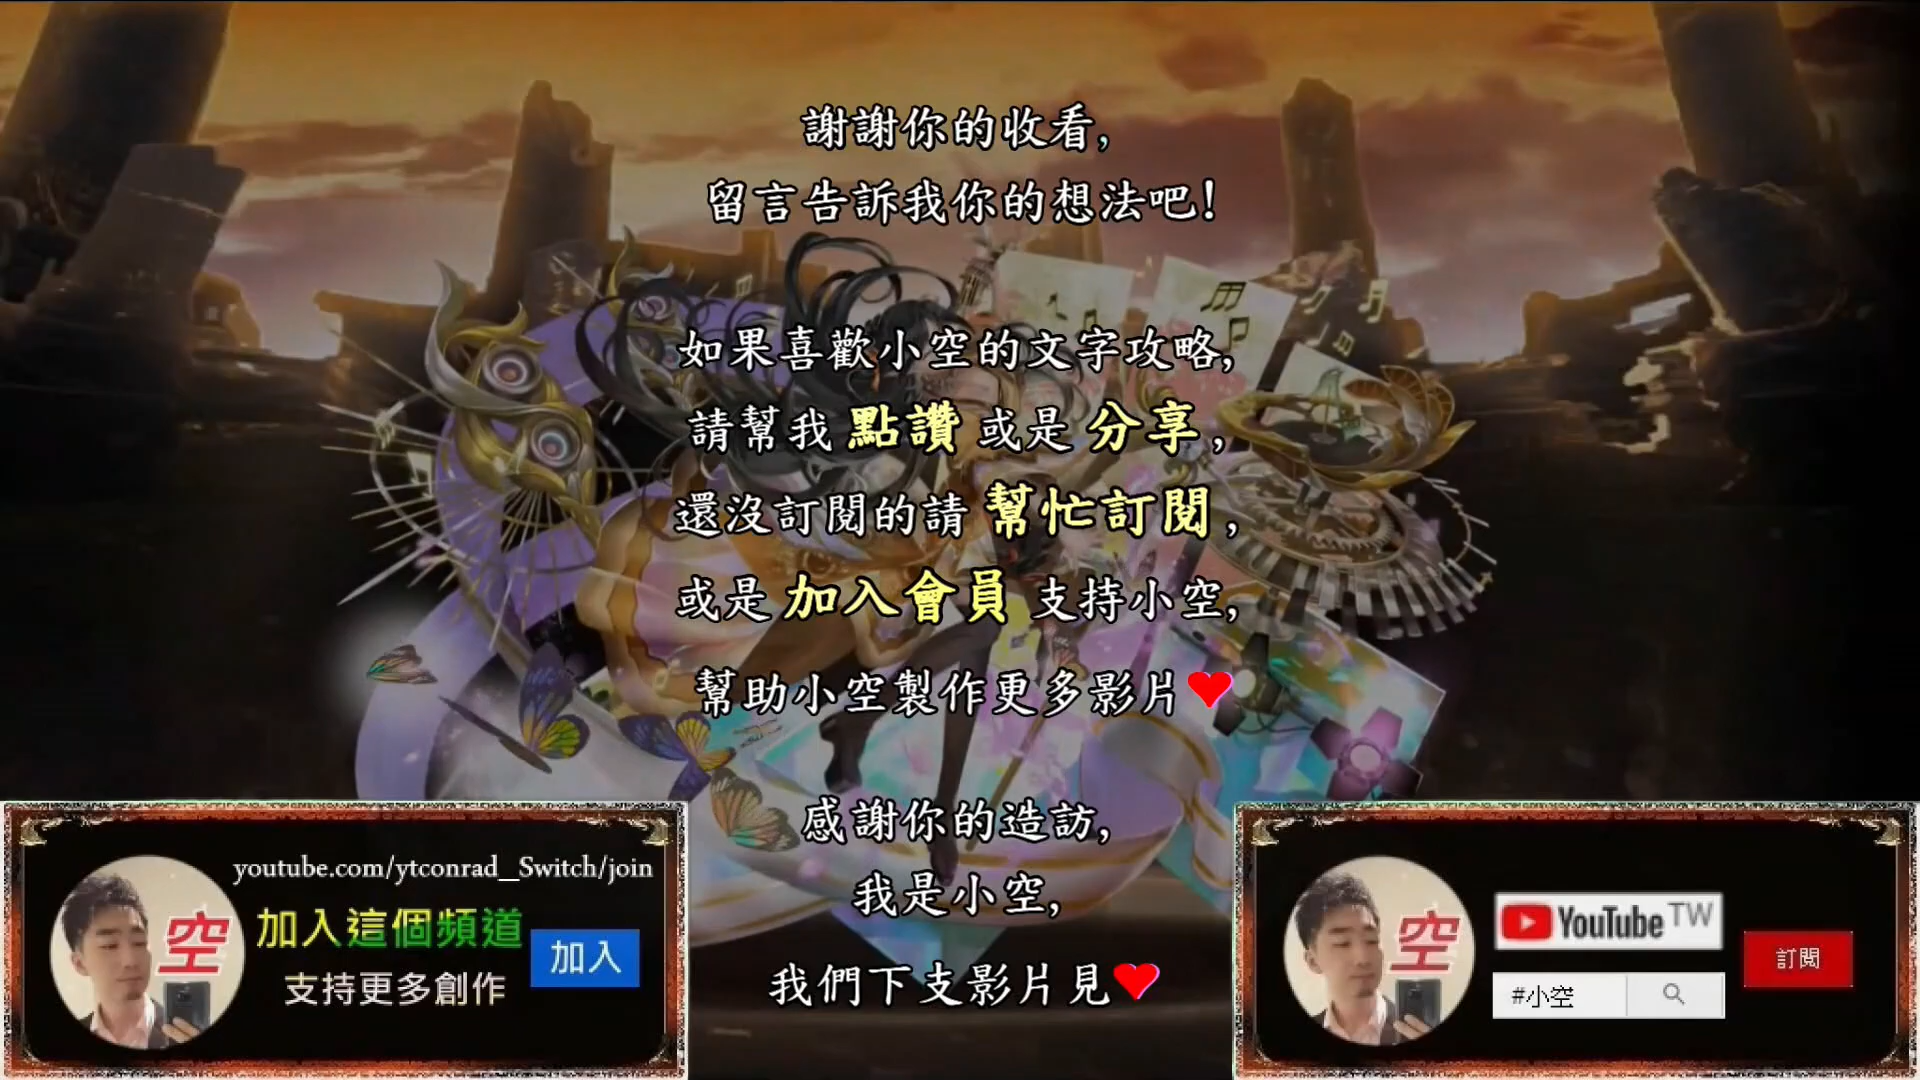 謝謝你的收看,
留言告訴我你的想法吧!
如果喜歡小空的文字攻略,
請幫我 點讚 或是 分享 ,
還沒訂閱的請 幫忙訂閱 ,
或是 加入會員 支持小空,
幫助小空製作更多影片
感謝你的造訪,
我是小空,
我們下支影片見
youtube.com/ytconrad_Switch/join
空
加入這個頻道
支持更多創作
加入
空
YouTube TW
#小空
訂閱